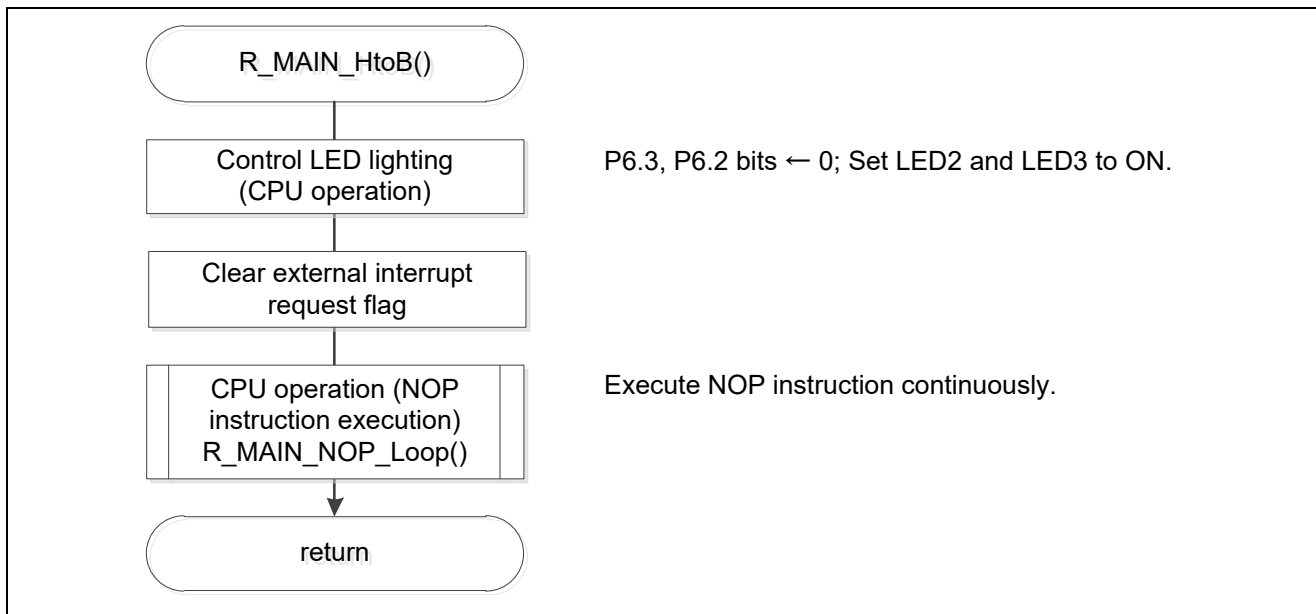 R_MAIN_HtoB()
Control LED lighting
(CPU operation)
P6.3, P6.2 bits ← 0; Set LED2 and LED3 to ON.
Clear external interrupt
request flag
CPU operation (NOP
instruction execution)
R_MAIN_NOP_Loop()
Execute NOP instruction continuously.
return